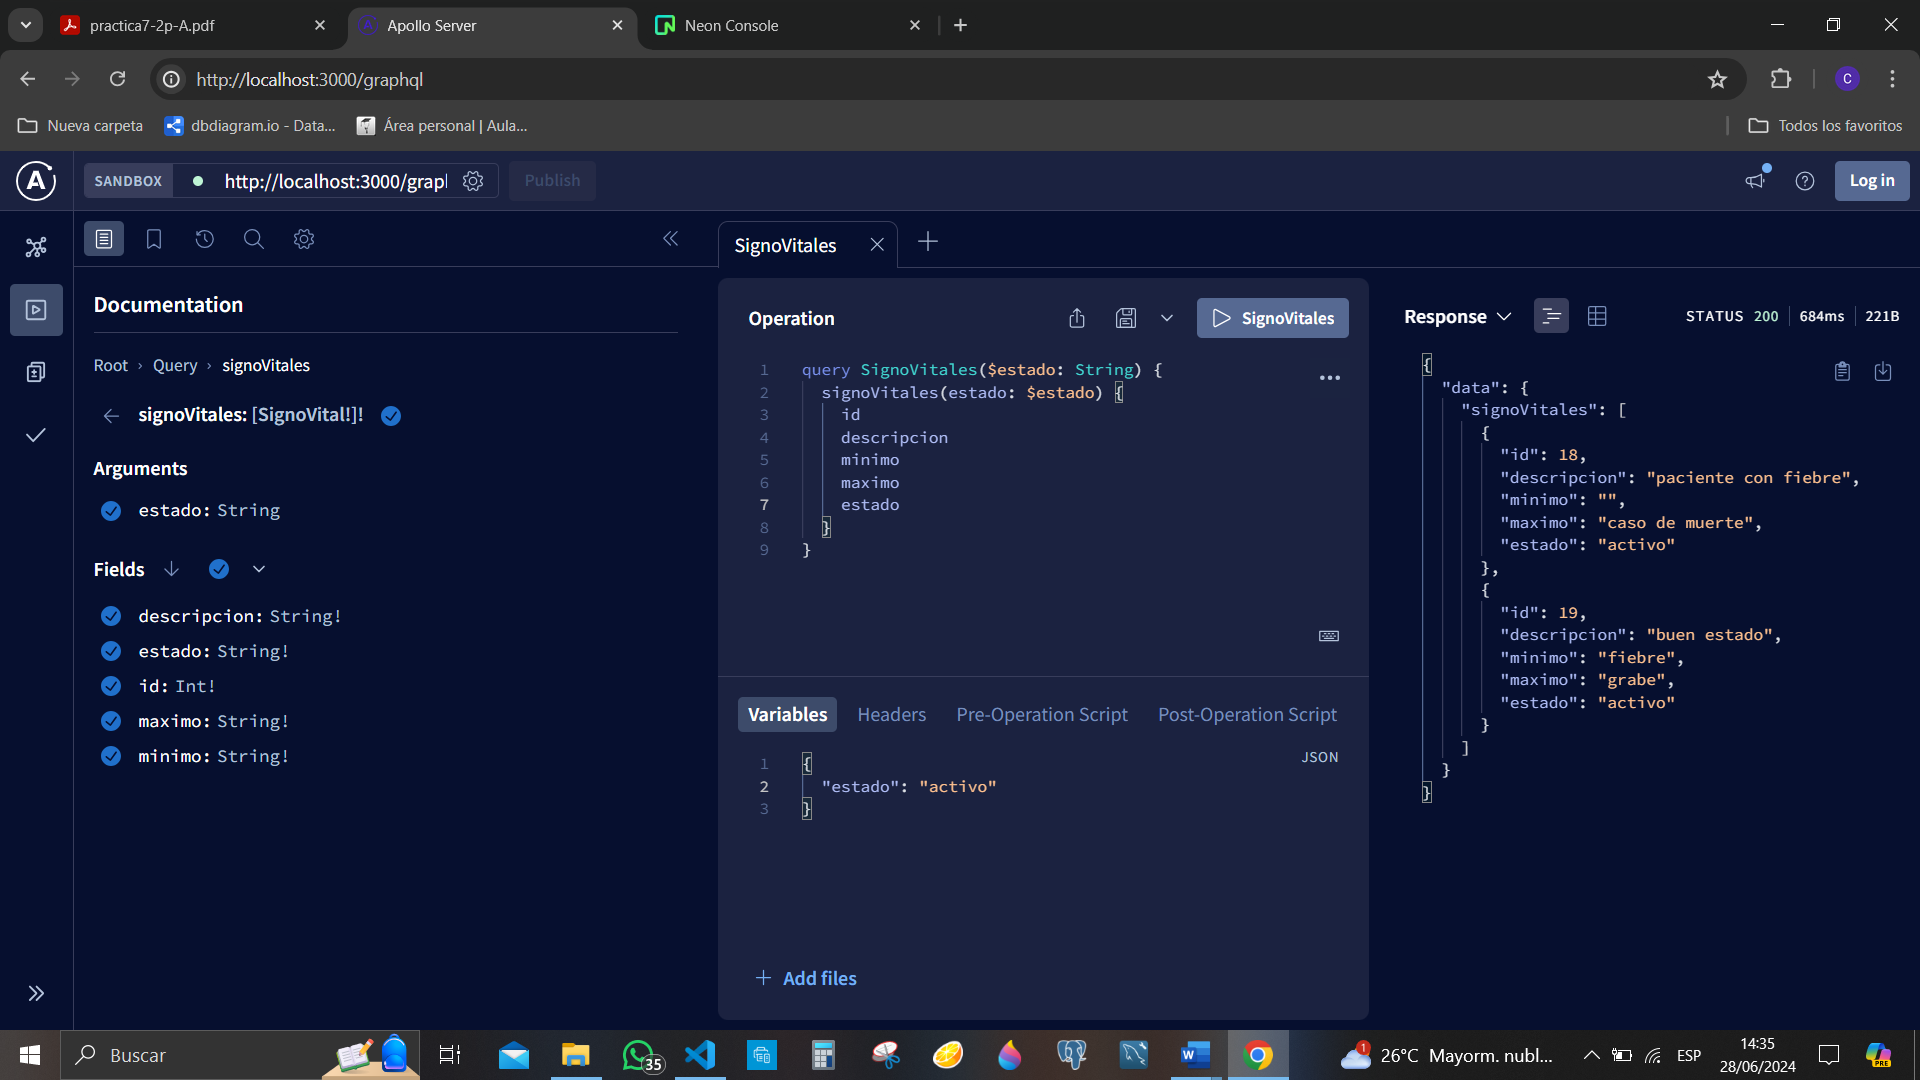 practica7-2p-A.pdf
Apollo Server
Neon Console
http://localhost:3000/graphql
C
Nueva carpeta
dbdiagram.io - Data...
Área personal | Aula...
Todos los favoritos
SANDBOX
http://localhost:3000/grapl
Publish
Log in
SignoVitales
Documentation
Root › Query › signoVitales
signoVitales: [SignoVital!]!
Arguments
estado: String
Fields
descripcion: String!
estado: String!
id: Int!
maximo: String!
minimo: String!
Operation
SignoVitales
1 query SignoVitales($estado: String) {
2 signoVitales(estado: $estado) {
3 id
4 descripcion
5 minimo
6 maximo
7 estado
8 }
9 }
Variables
Headers
Pre-Operation Script
Post-Operation Script
JSON
1 {
2 "estado": "activo"
3 }
Add files
Response
STATUS 200
684ms
221B
{
"data": {
"signoVitales": [
{
"id": 18,
"descripcion": "paciente con fiebre",
"minimo": "",
"maximo": "caso de muerte",
"estado": "activo"
},
{
"id": 19,
"descripcion": "buen estado",
"minimo": "fiebre",
"maximo": "grabe",
"estado": "activo"
}
]
}
}
Buscar
35
1
26°C Mayorm. nubl...
ESP
14:35
28/06/2024
PRE